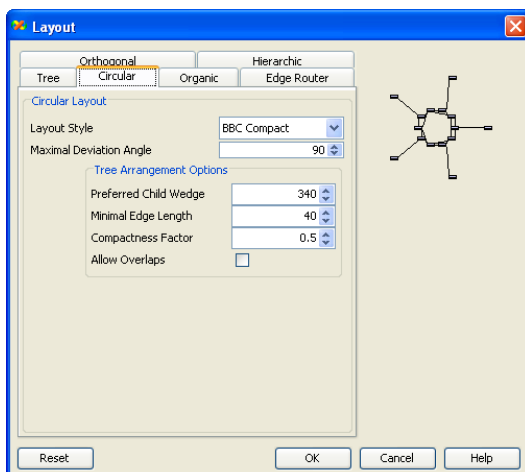 Layout
Orthogonal Hierarchic
Tree Circular Organic Edge Router
Circular Layout
Layout Style BBC Compact
Maximal Deviation Angle 90
Tree Arrangement Options
Preferred Child Wedge 340
Minimal Edge Length 40
Compactness Factor 0.5
Allow Overlaps
Reset OK Cancel Help